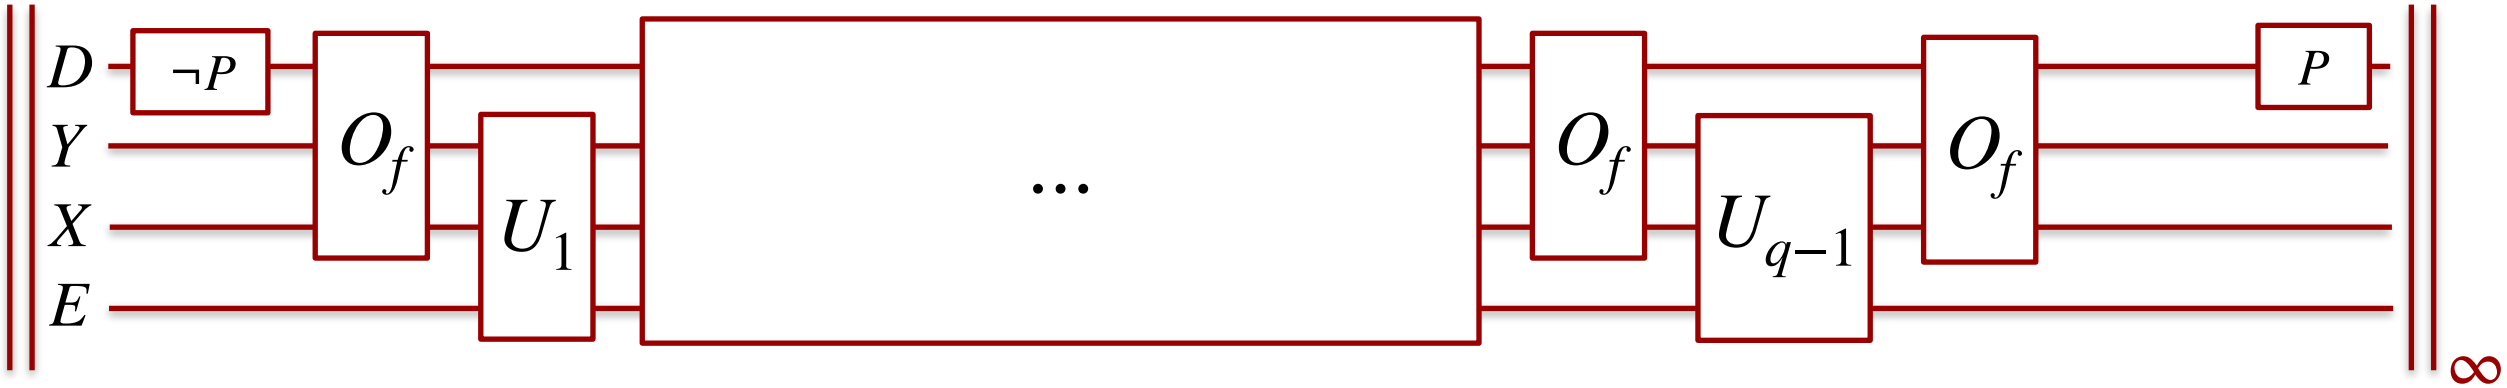 D ¬P P
Y O_f O_f O_f
X U_1 … U_{q−1}
E
∞